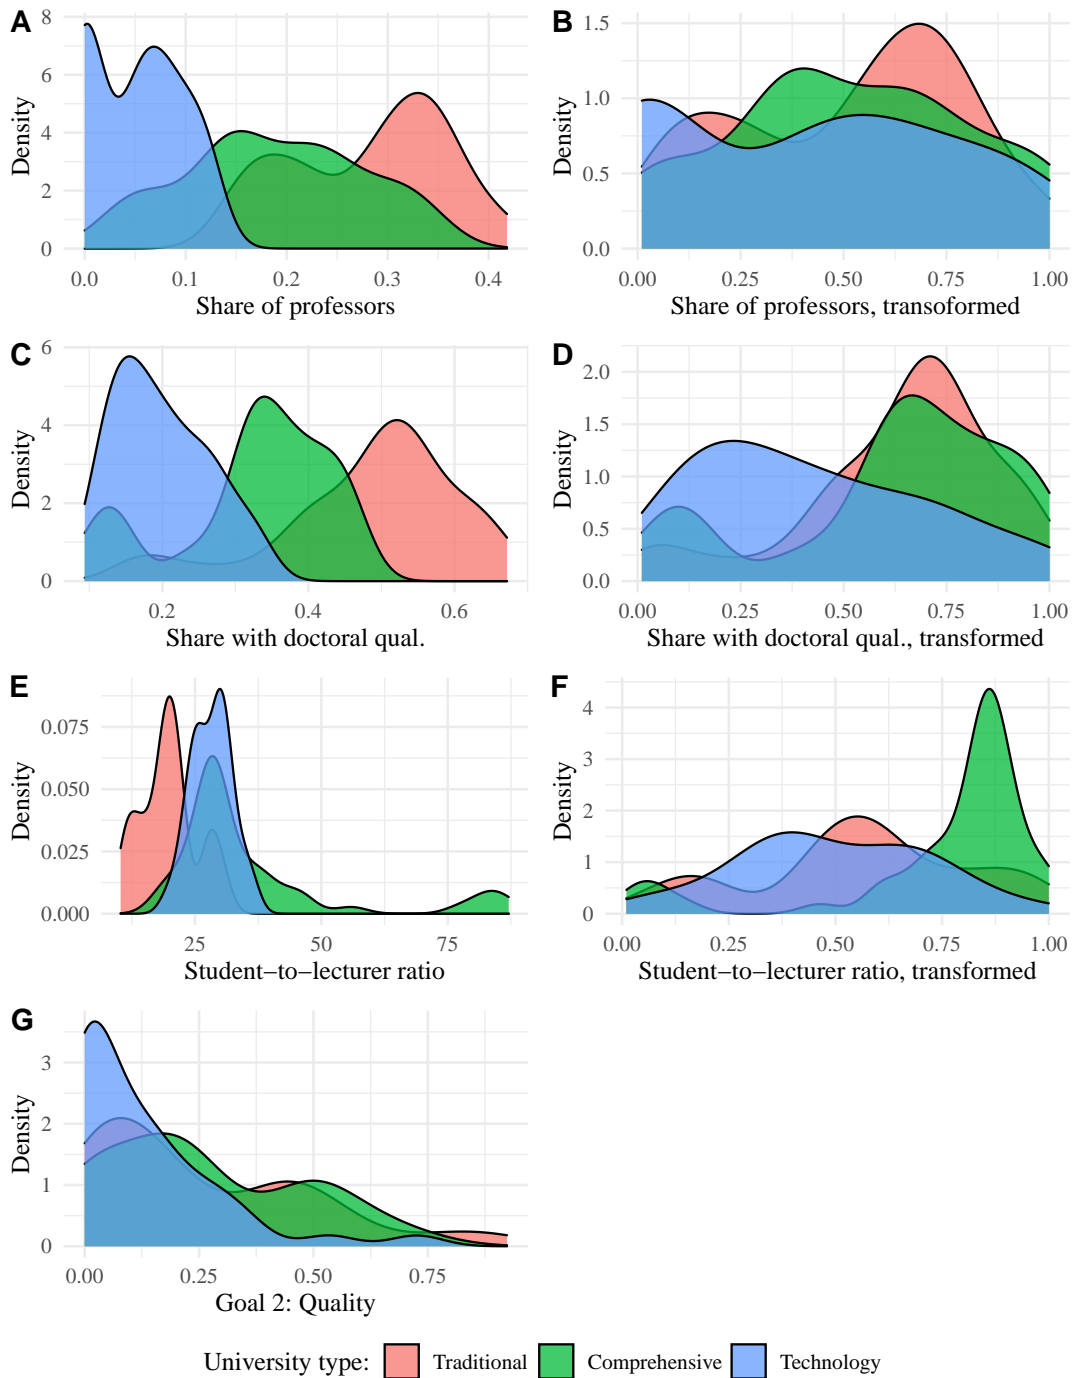 A
B
8
6
4
2
0
Density
0.0
0.1
0.2
0.3
0.4
Share of professors
1.5
1.0
0.5
0.0
Density
0.00
0.25
0.50
0.75
1.00
Share of professors, transoformed
C
D
6
4
2
0
Density
0.2
0.4
0.6
Share with doctoral qual.
2.0
1.5
1.0
0.5
0.0
Density
0.00
0.25
0.50
0.75
1.00
Share with doctoral qual., transformed
E
F
0.075
0.050
0.025
0.000
Density
25
50
75
Student−to−lecturer ratio
4
3
2
1
0
Density
0.00
0.25
0.50
0.75
1.00
Student−to−lecturer ratio, transformed
G
3
2
1
0
Density
0.00
0.25
0.50
0.75
Goal 2: Quality
University type: Traditional Comprehensive Technology